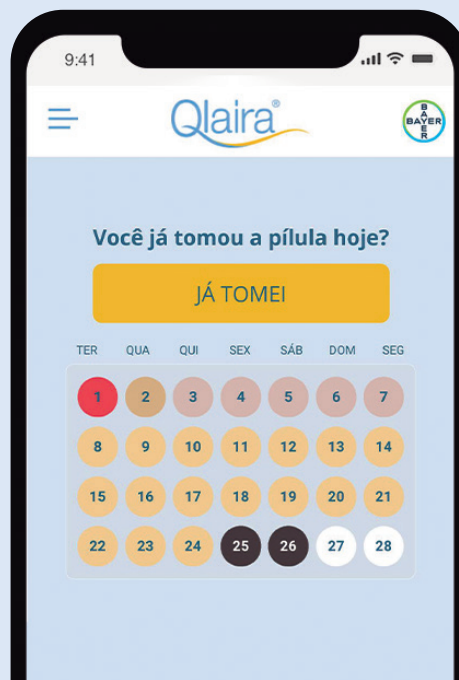 9:41
Qlaira®
BAYER
BAYER
Você já tomou a pílula hoje?
JÁ TOMEI
TER QUA QUI SEX SÁB DOM SEG
1 2 3 4 5 6 7
8 9 10 11 12 13 14
15 16 17 18 19 20 21
22 23 24 25 26 27 28